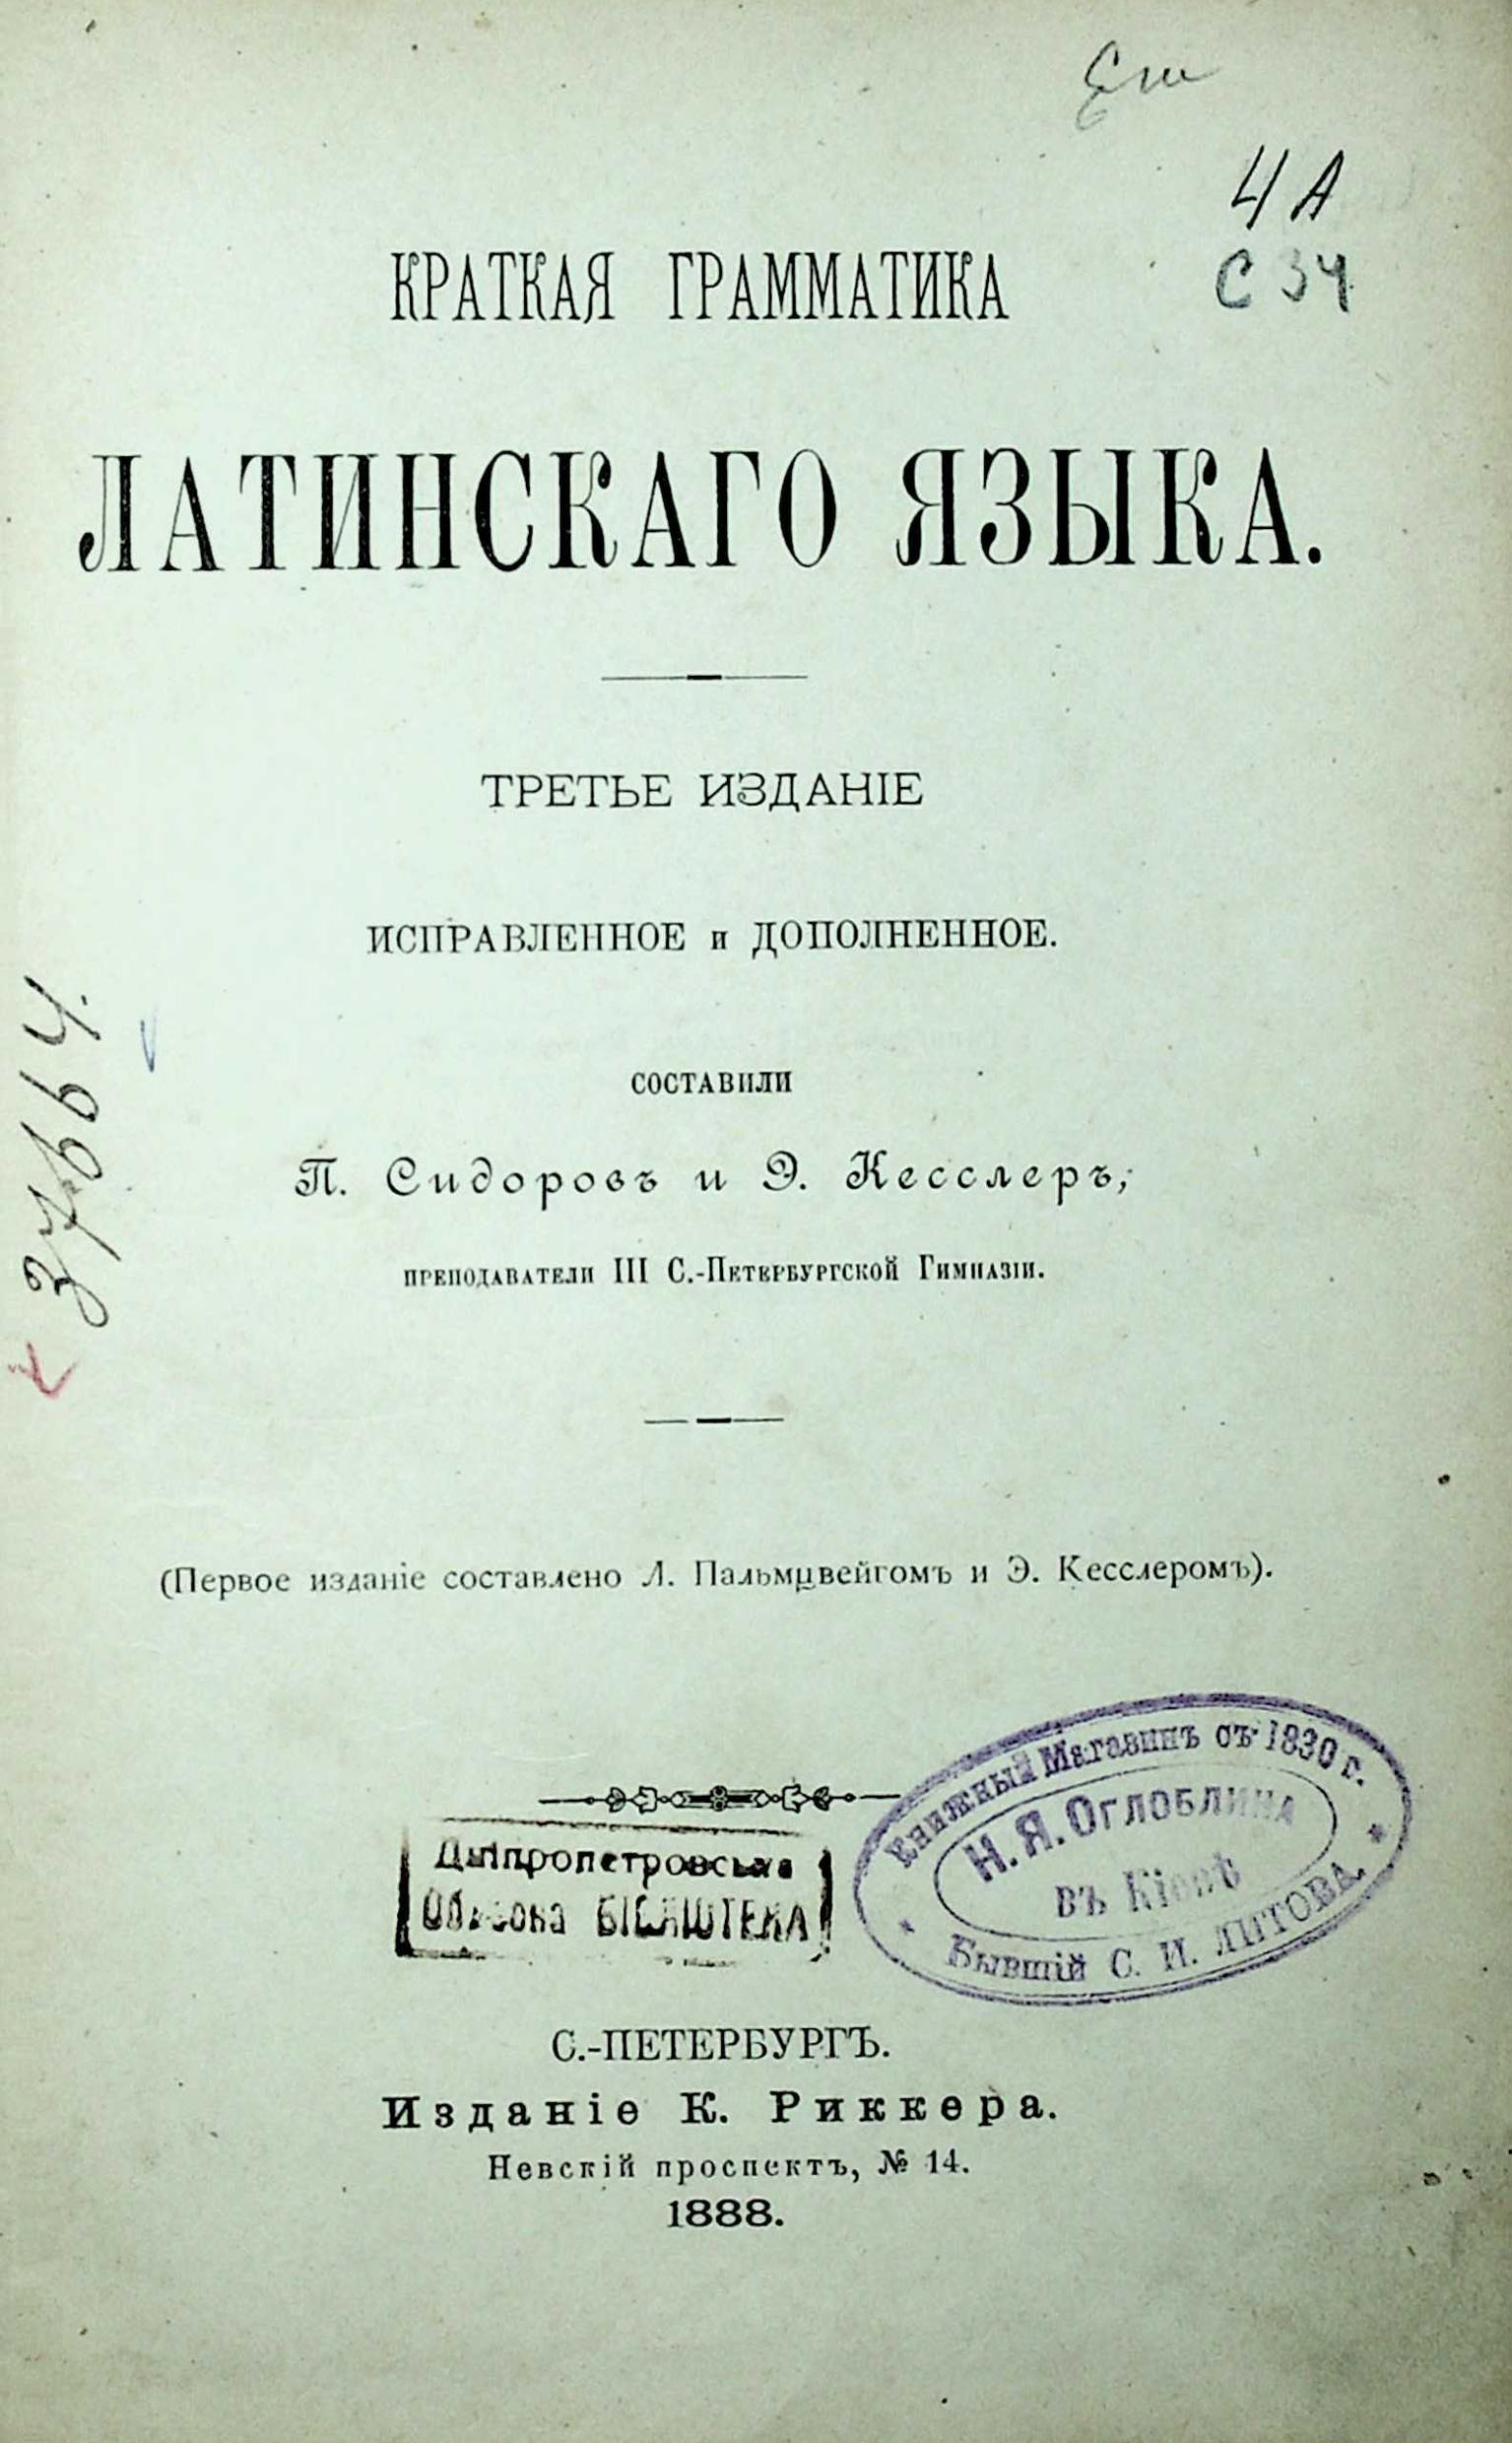 4А
С 34
КРАТКАЯ ГРАММАТИКА
ЛАТИНСКАГО ЯЗЫКА.
ТРЕТЬЕ ИЗДАНІЕ
ИСПРАВЛЕННОЕ и ДОПОЛНЕННОЕ.
СОСТАВИЛИ
П. Сидоровъ и Э. Кесслеръ,
ПРЕПОДАВАТЕЛИ III С.-ПЕТЕРБУРГСКОЙ ГИМНАЗІИ.
37664.
(Первое изданіе составлено Л. Пальмцвейгомъ и Э. Кесслеромъ).
Книжный Магазинъ съ 1830 г.
Н. Я. ОГЛОБЛИНА
въ Кіевѣ
Бывшій С. И. ЛИТОВА
Дніпропетровська
БІБЛІОТЕКА
С.-ПЕТЕРБУРГЪ.
Изданіе К. Риккера.
Невскій проспектъ, № 14.
1888.